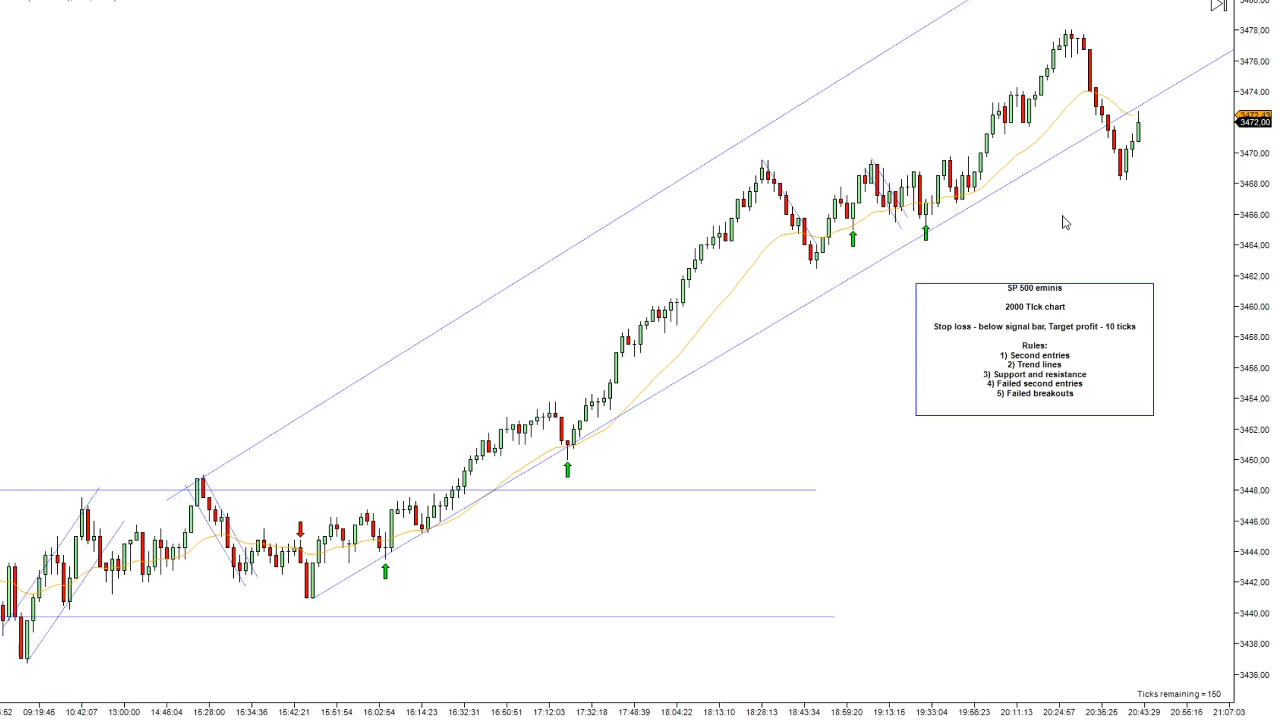 3478,00
3476,00
3474,00
3472,43
3472,00
3470,00
3468,00
3466,00
3464,00
3462,00
3460,00
3458,00
3456,00
3454,00
3452,00
3450,00
3448,00
3446,00
3444,00
3442,00
3440,00
3438,00
3436,00
SP 500 eminis
2000 TIck chart
Stop loss - below signal bar, Target profit - 10 ticks
Rules:
1) Second entries
2) Trend lines
3) Support and resistance
4) Failed second entries
5) Failed breakouts
Ticks remaining = 150
09:19:46 10:42:07 13:00:00 14:46:04 15:28:00 15:34:36 15:42:21 15:51:54 16:02:54 16:14:23 16:32:31 16:50:51 17:12:03 17:32:18 17:48:39 18:04:22 18:13:10 18:28:13 18:43:34 18:59:20 19:13:15 19:33:04 19:56:23 20:11:13 20:24:57 20:36:25 20:43:29 20:55:16 21:07:03